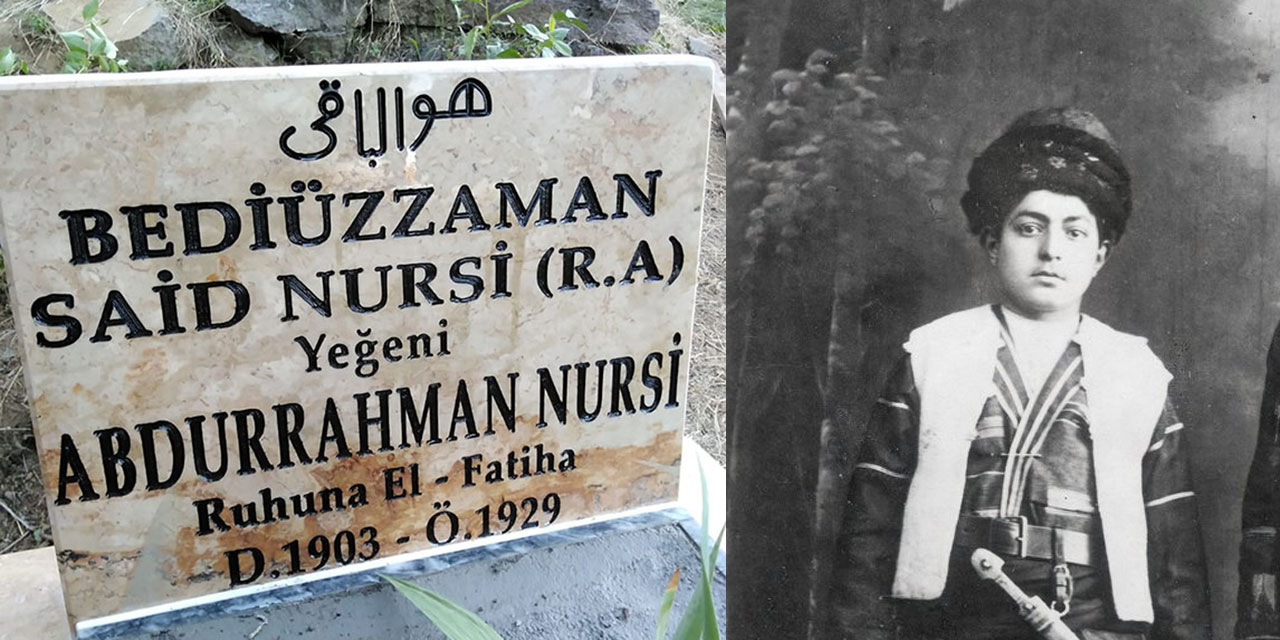 هوالباقى
BEDİÜZZAMAN
SAİD NURSİ (R.A)
Yeğeni
ABDURRAHMAN NURSİ
Ruhuna El - Fatiha
D.1903 - Ö.1929